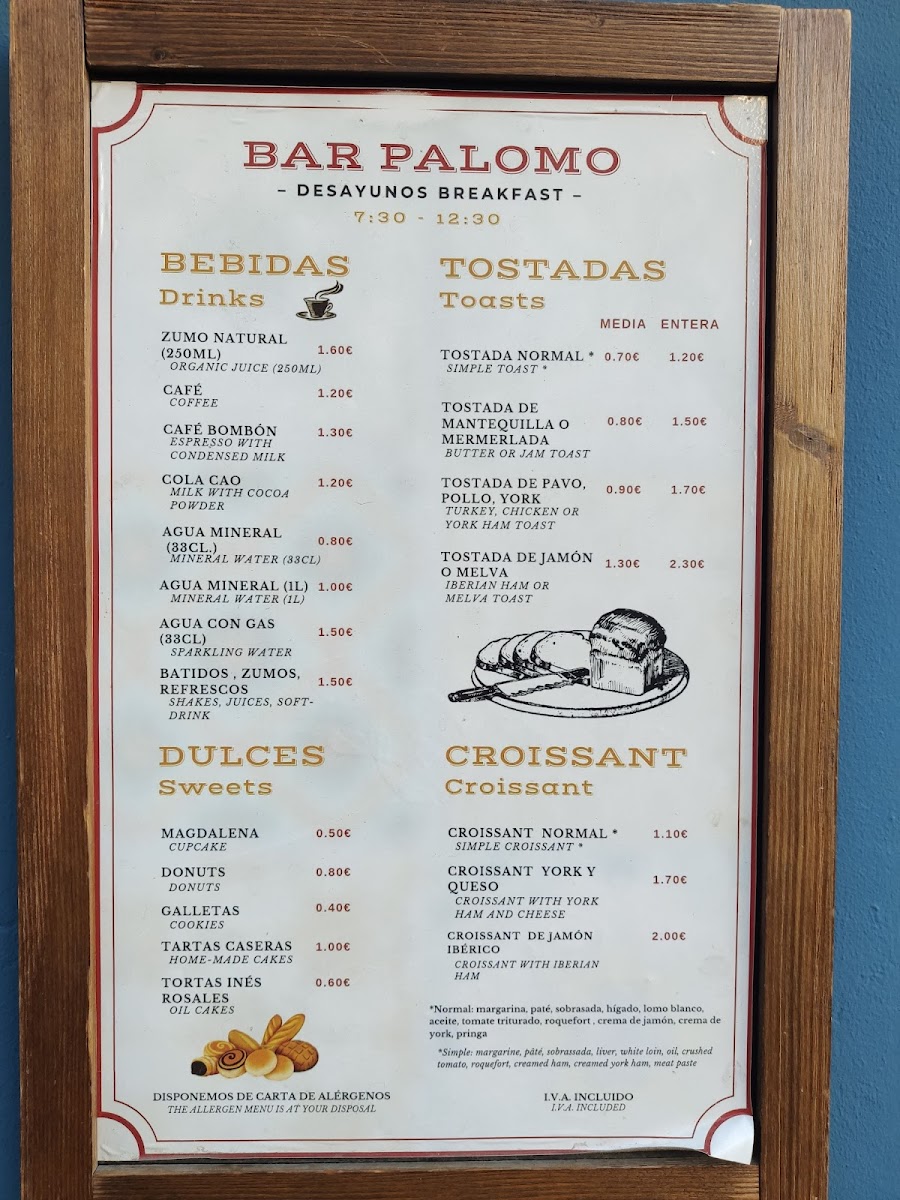 BAR PALOMO
- DESAYUNOS BREAKFAST -
7:30 - 12:30
BEBIDAS
Drinks
ZUMO NATURAL
(250ML) 1.60€
ORGANIC JUICE (250ML)
CAFÉ 1.20€
COFFEE
CAFÉ BOMBÓN 1.30€
ESPRESSO WITH
CONDENSED MILK
COLA CAO 1.20€
MILK WITH COCOA
POWDER
AGUA MINERAL
(33CL.) 0.80€
MINERAL WATER (33CL)
AGUA MINERAL (1L) 1.00€
MINERAL WATER (1L)
AGUA CON GAS
(33CL) 1.50€
SPARKLING WATER
BATIDOS , ZUMOS,
REFRESCOS 1.50€
SHAKES, JUICES, SOFT-
DRINK
TOSTADAS
Toasts
MEDIA ENTERA
TOSTADA NORMAL * 0.70€ 1.20€
SIMPLE TOAST *
TOSTADA DE
MANTEQUILLA O 0.80€ 1.50€
MERMERLADA
BUTTER OR JAM TOAST
TOSTADA DE PAVO,
POLLO, YORK 0.90€ 1.70€
TURKEY, CHICKEN OR
YORK HAM TOAST
TOSTADA DE JAMÓN 1.30€ 2.30€
O MELVA
IBERIAN HAM OR
MELVA TOAST
DULCES
Sweets
MAGDALENA 0.50€
CUPCAKE
DONUTS 0.80€
DONUTS
GALLETAS 0.40€
COOKIES
TARTAS CASERAS 1.00€
HOME-MADE CAKES
TORTAS INÉS 0.60€
ROSALES
OIL CAKES
DISPONEMOS DE CARTA DE ALÉRGENOS
THE ALLERGEN MENU IS AT YOUR DISPOSAL
CROISSANT
Croissant
CROISSANT NORMAL * 1.10€
SIMPLE CROISSANT *
CROISSANT YORK Y
QUESO 1.70€
CROISSANT WITH YORK
HAM AND CHEESE
CROISSANT DE JAMÓN 2.00€
IBÉRICO
CROISSANT WITH IBERIAN
HAM
*Normal: margarina, paté, sobrasada, hígado, lomo blanco,
aceite, tomate triturado, roquefort , crema de jamón, crema de
york, pringa
*Simple: margarine, pâté, sobrassada, liver, white loin, oil, crushed
tomato, roquefort, creamed ham, creamed york ham, meat paste
I.V.A. INCLUIDO
I.V.A. INCLUDED